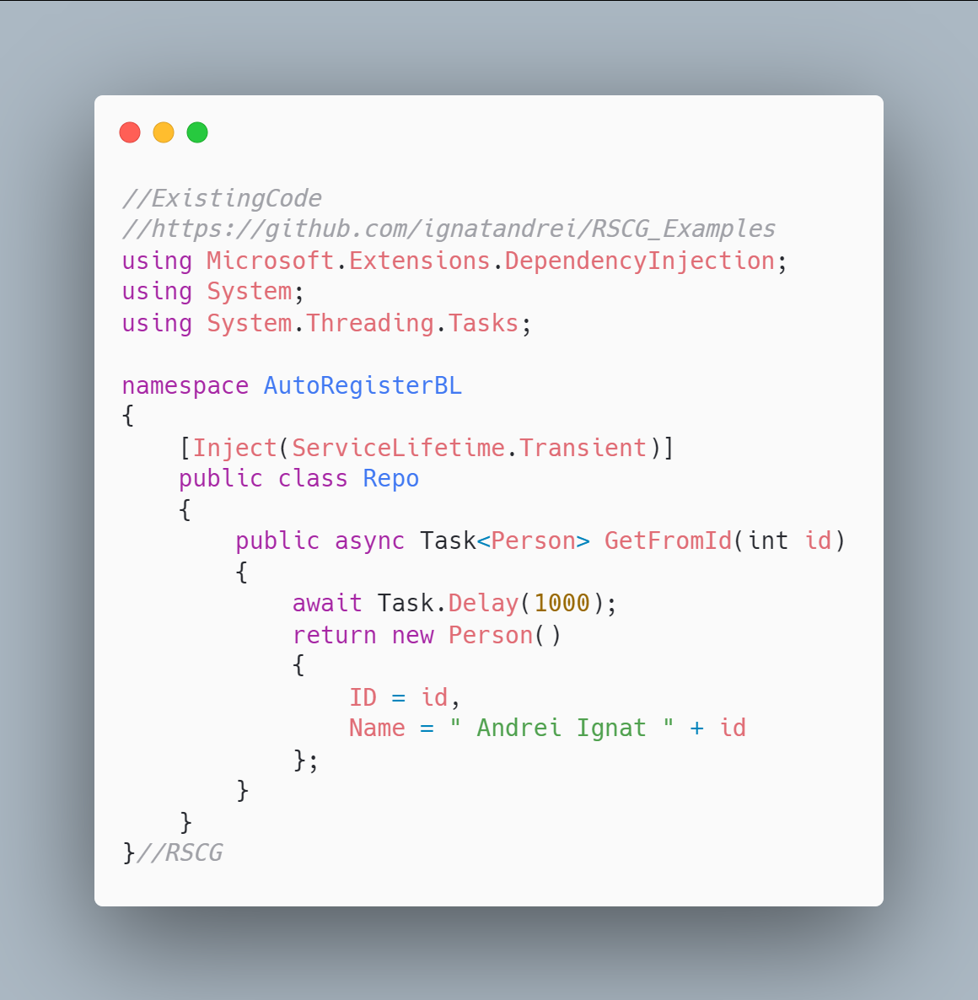 //ExistingCode
//https://github.com/ignatandrei/RSCG_Examples
using Microsoft.Extensions.DependencyInjection;
using System;
using System.Threading.Tasks;

namespace AutoRegisterBL
{
    [Inject(ServiceLifetime.Transient)]
    public class Repo
    {
        public async Task<Person> GetFromId(int id)
        {
            await Task.Delay(1000);
            return new Person()
            {
                ID = id,
                Name = " Andrei Ignat " + id
            };
        }
    }
}//RSCG